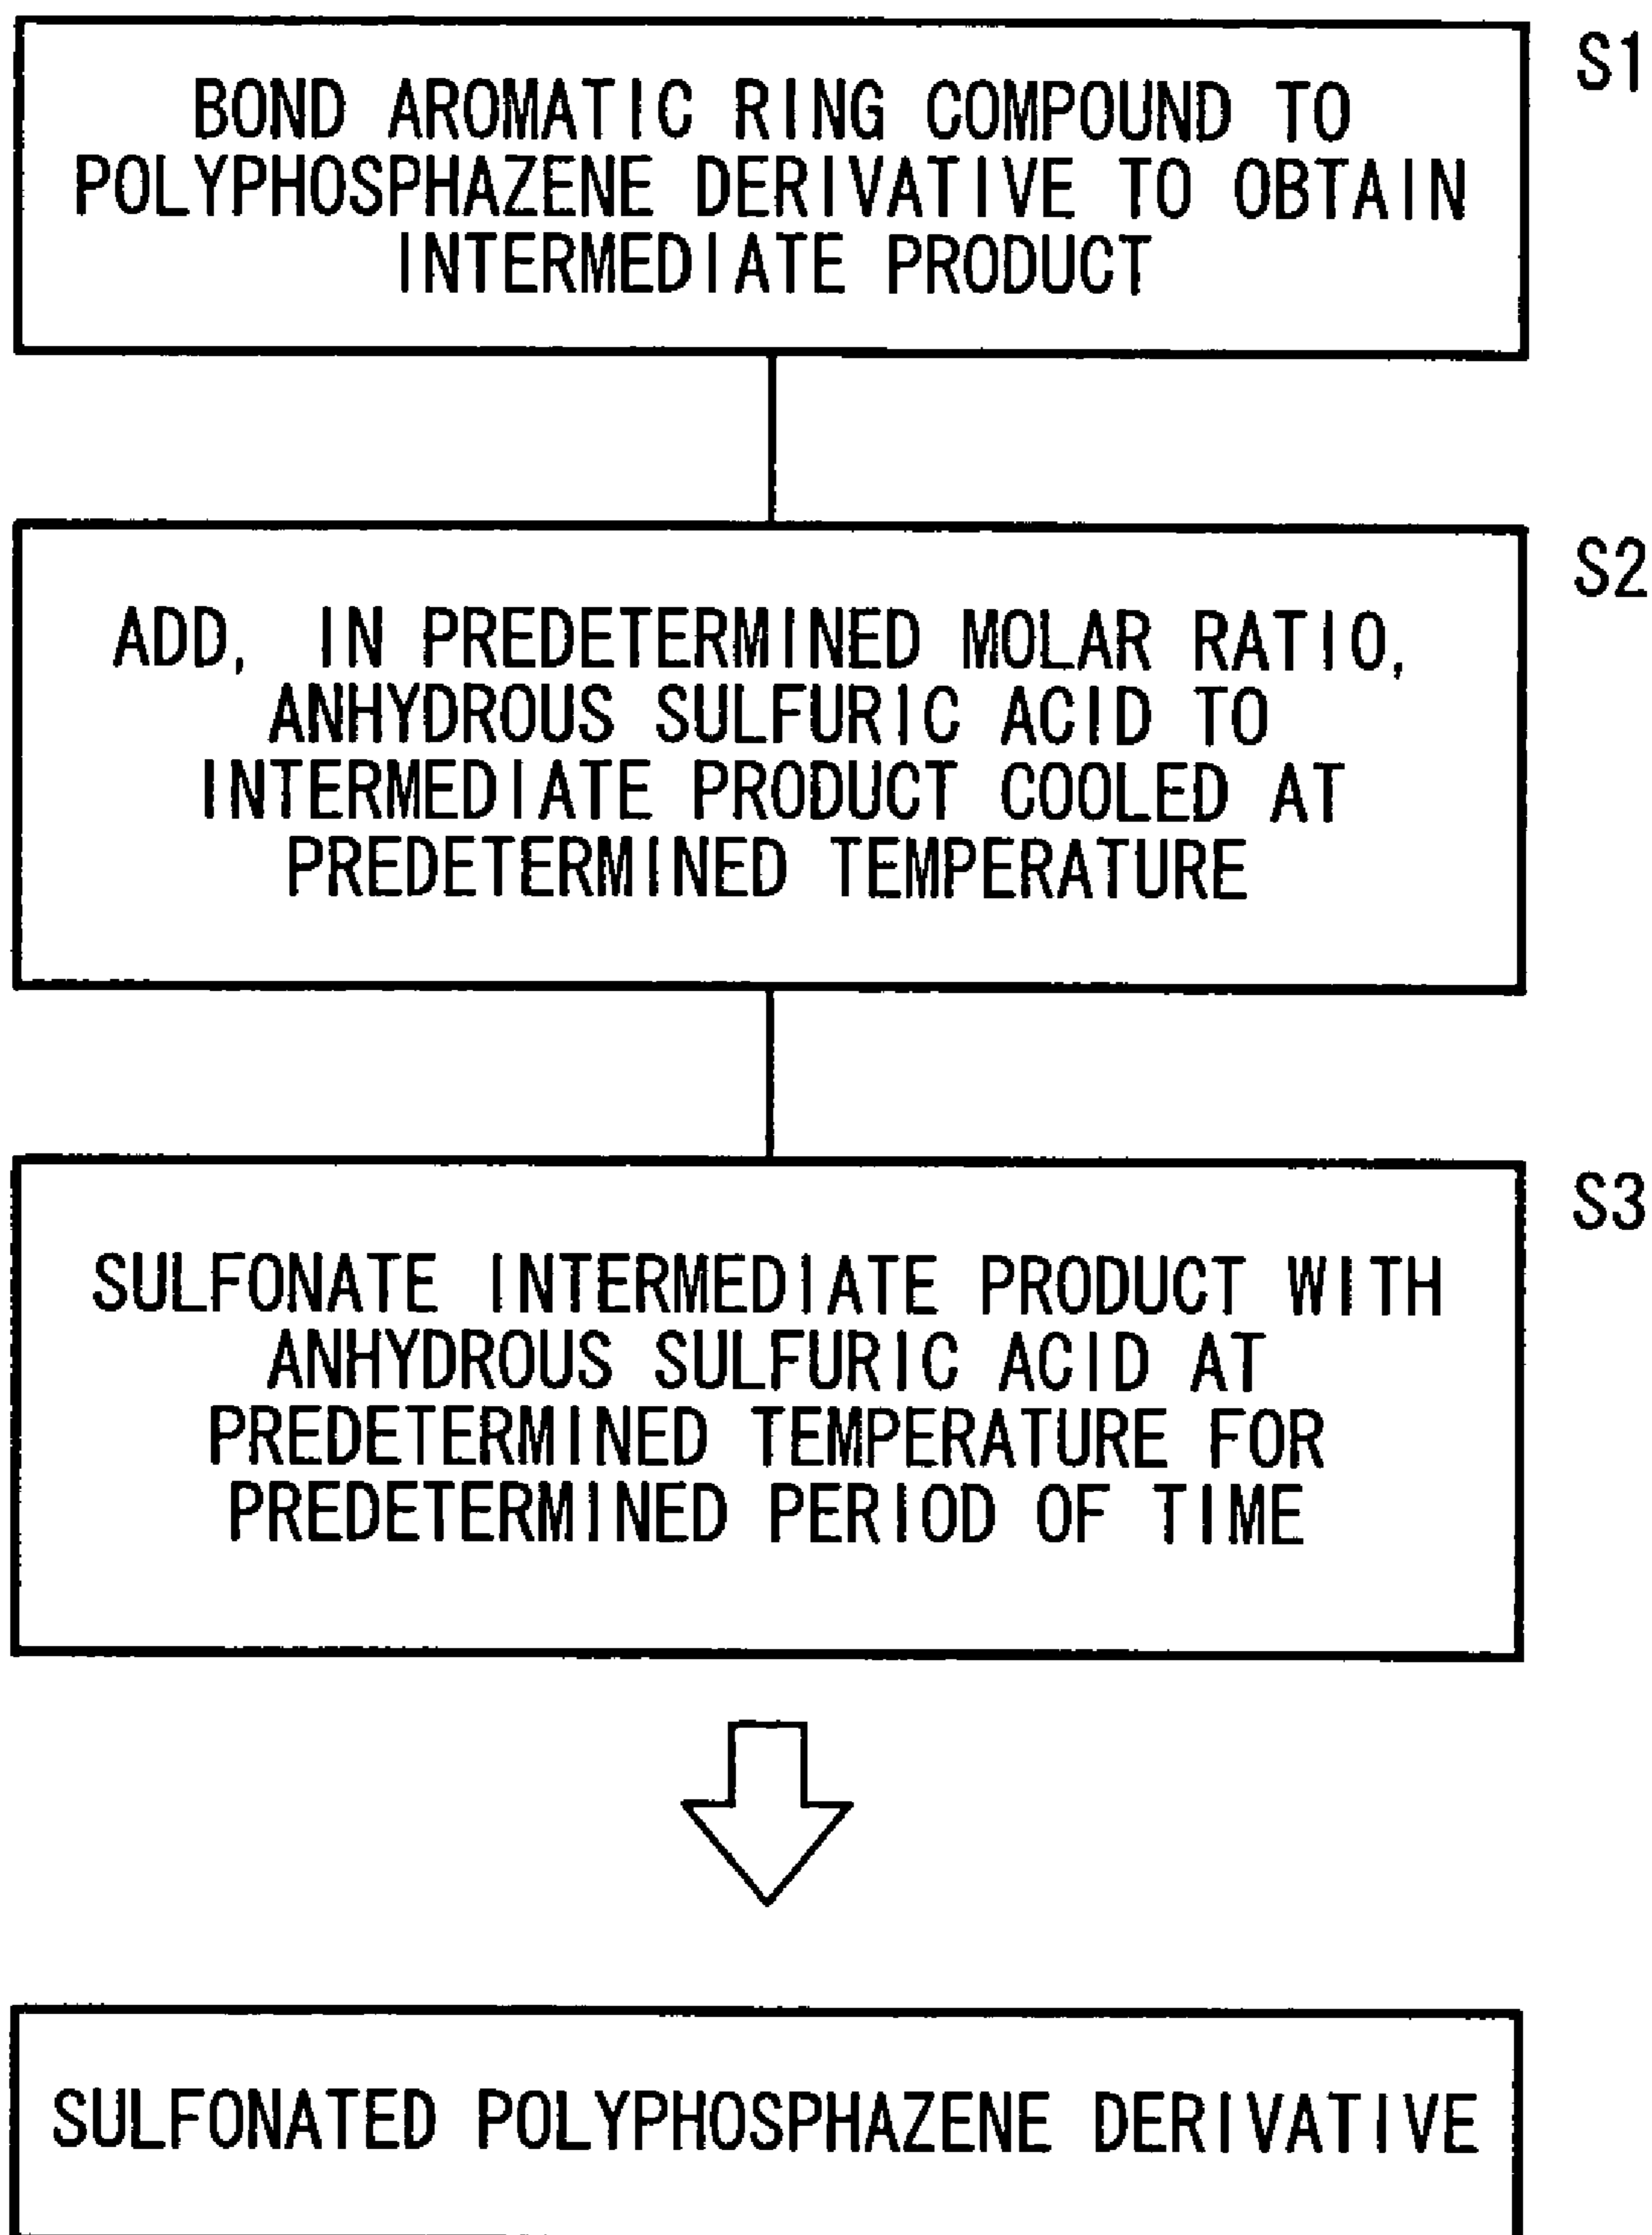 S1
BOND AROMATIC RING COMPOUND TO
POLYPHOSPHAZENE DERIVATIVE TO OBTAIN
INTERMEDIATE PRODUCT
S2
ADD, IN PREDETERMINED MOLAR RATIO,
ANHYDROUS SULFURIC ACID TO
INTERMEDIATE PRODUCT COOLED AT
PREDETERMINED TEMPERATURE
S3
SULFONATE INTERMEDIATE PRODUCT WITH
ANHYDROUS SULFURIC ACID AT
PREDETERMINED TEMPERATURE FOR
PREDETERMINED PERIOD OF TIME
SULFONATED POLYPHOSPHAZENE DERIVATIVE